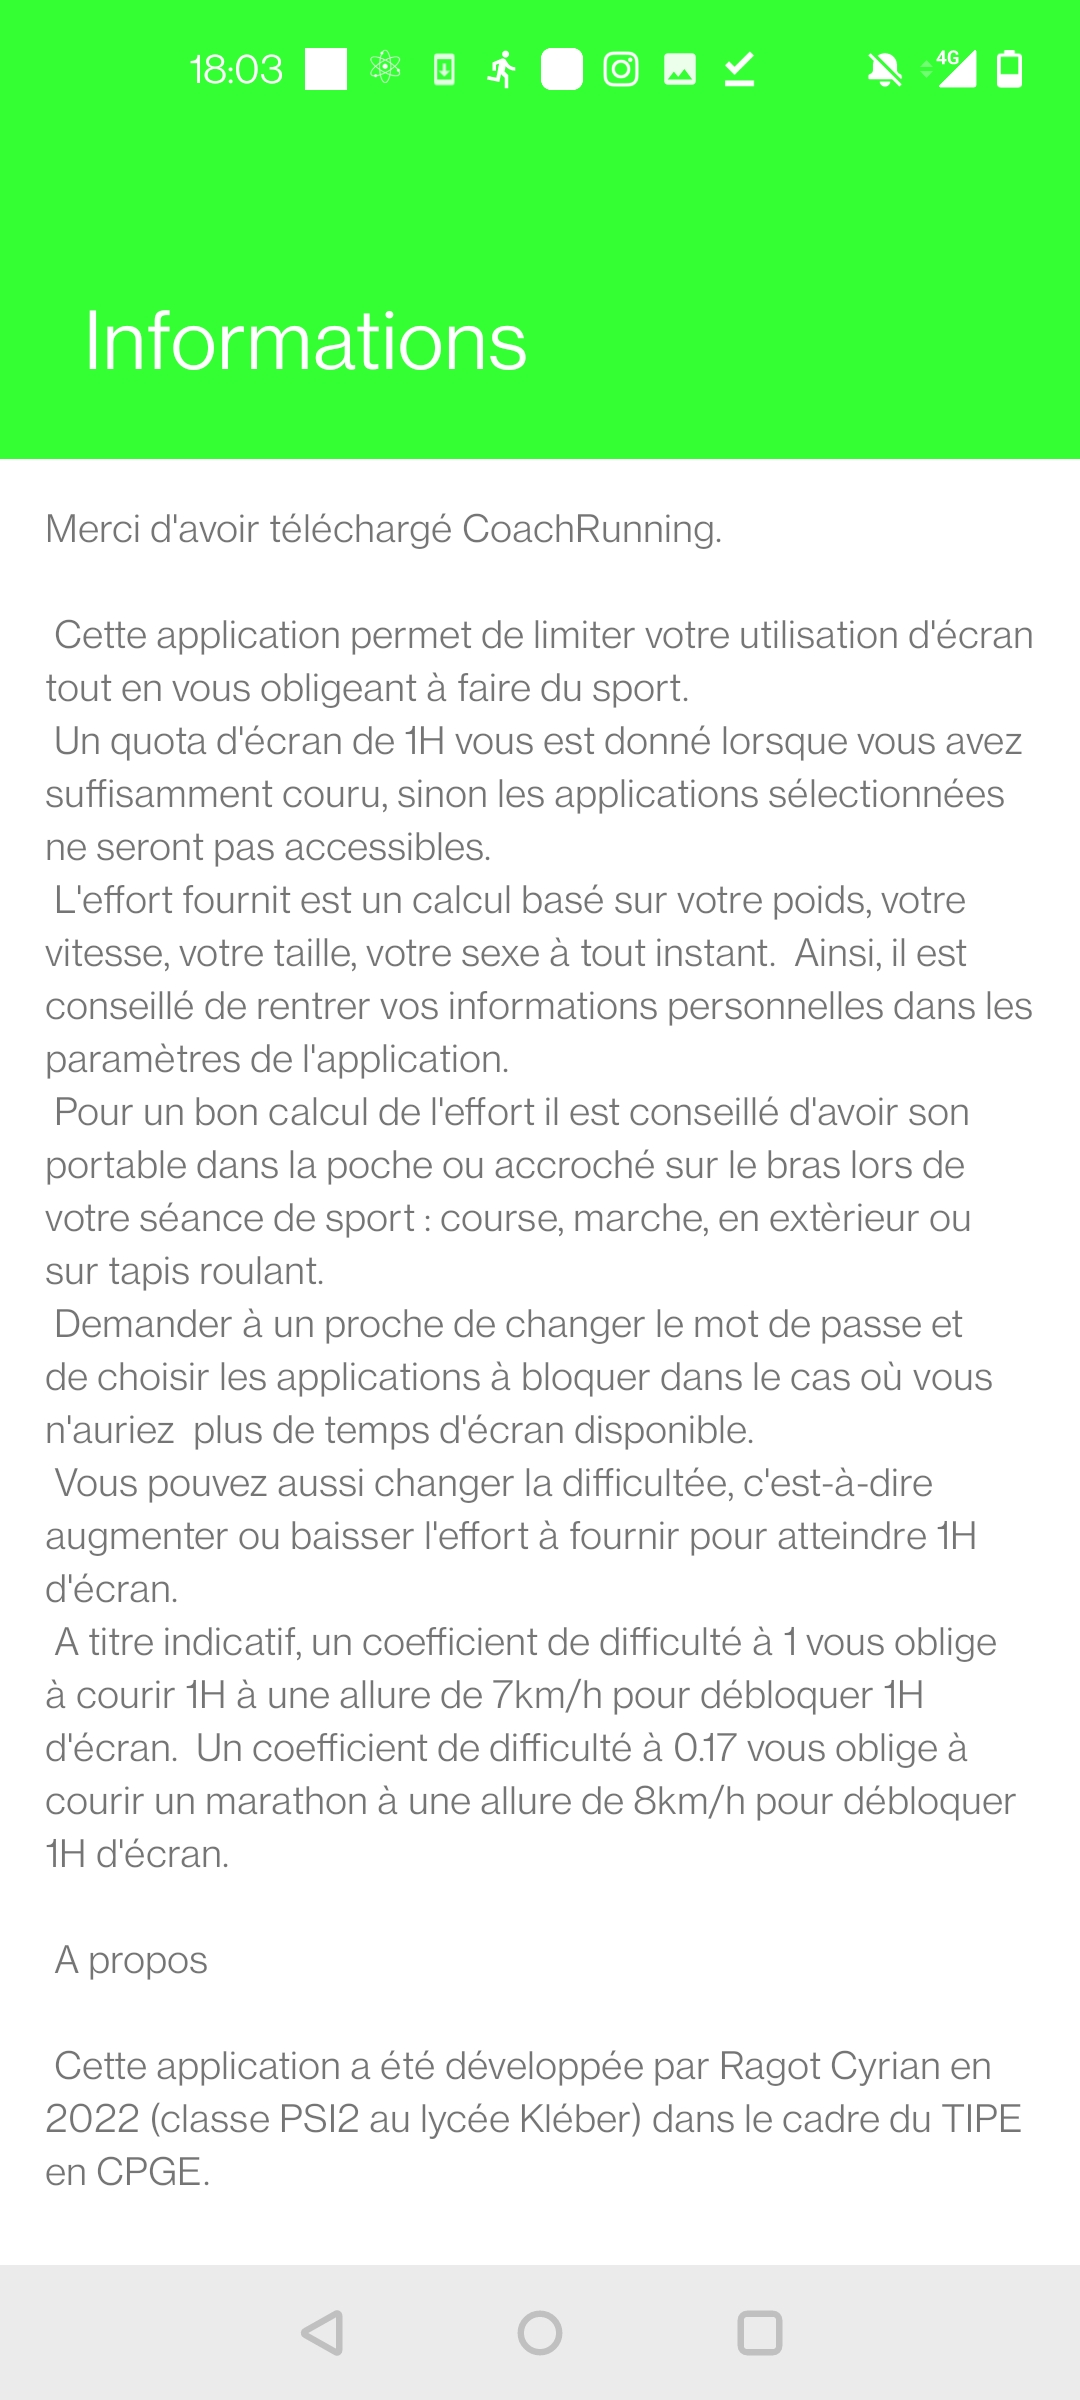 18:03
4G
Informations
Merci d'avoir téléchargé CoachRunning.
Cette application permet de limiter votre utilisation d'écran
tout en vous obligeant à faire du sport.
Un quota d'écran de 1H vous est donné lorsque vous avez
suffisamment couru, sinon les applications sélectionnées
ne seront pas accessibles.
L'effort fournit est un calcul basé sur votre poids, votre
vitesse, votre taille, votre sexe à tout instant.  Ainsi, il est
conseillé de rentrer vos informations personnelles dans les
paramètres de l'application.
Pour un bon calcul de l'effort il est conseillé d'avoir son
portable dans la poche ou accroché sur le bras lors de
votre séance de sport : course, marche, en extèrieur ou
sur tapis roulant.
Demander à un proche de changer le mot de passe et
de choisir les applications à bloquer dans le cas où vous
n'auriez  plus de temps d'écran disponible.
Vous pouvez aussi changer la difficultée, c'est-à-dire
augmenter ou baisser l'effort à fournir pour atteindre 1H
d'écran.
A titre indicatif, un coefficient de difficulté à 1 vous oblige
à courir 1H à une allure de 7km/h pour débloquer 1H
d'écran.  Un coefficient de difficulté à 0.17 vous oblige à
courir un marathon à une allure de 8km/h pour débloquer
1H d'écran.
A propos
Cette application a été développée par Ragot Cyrian en
2022 (classe PSI2 au lycée Kléber) dans le cadre du TIPE
en CPGE.